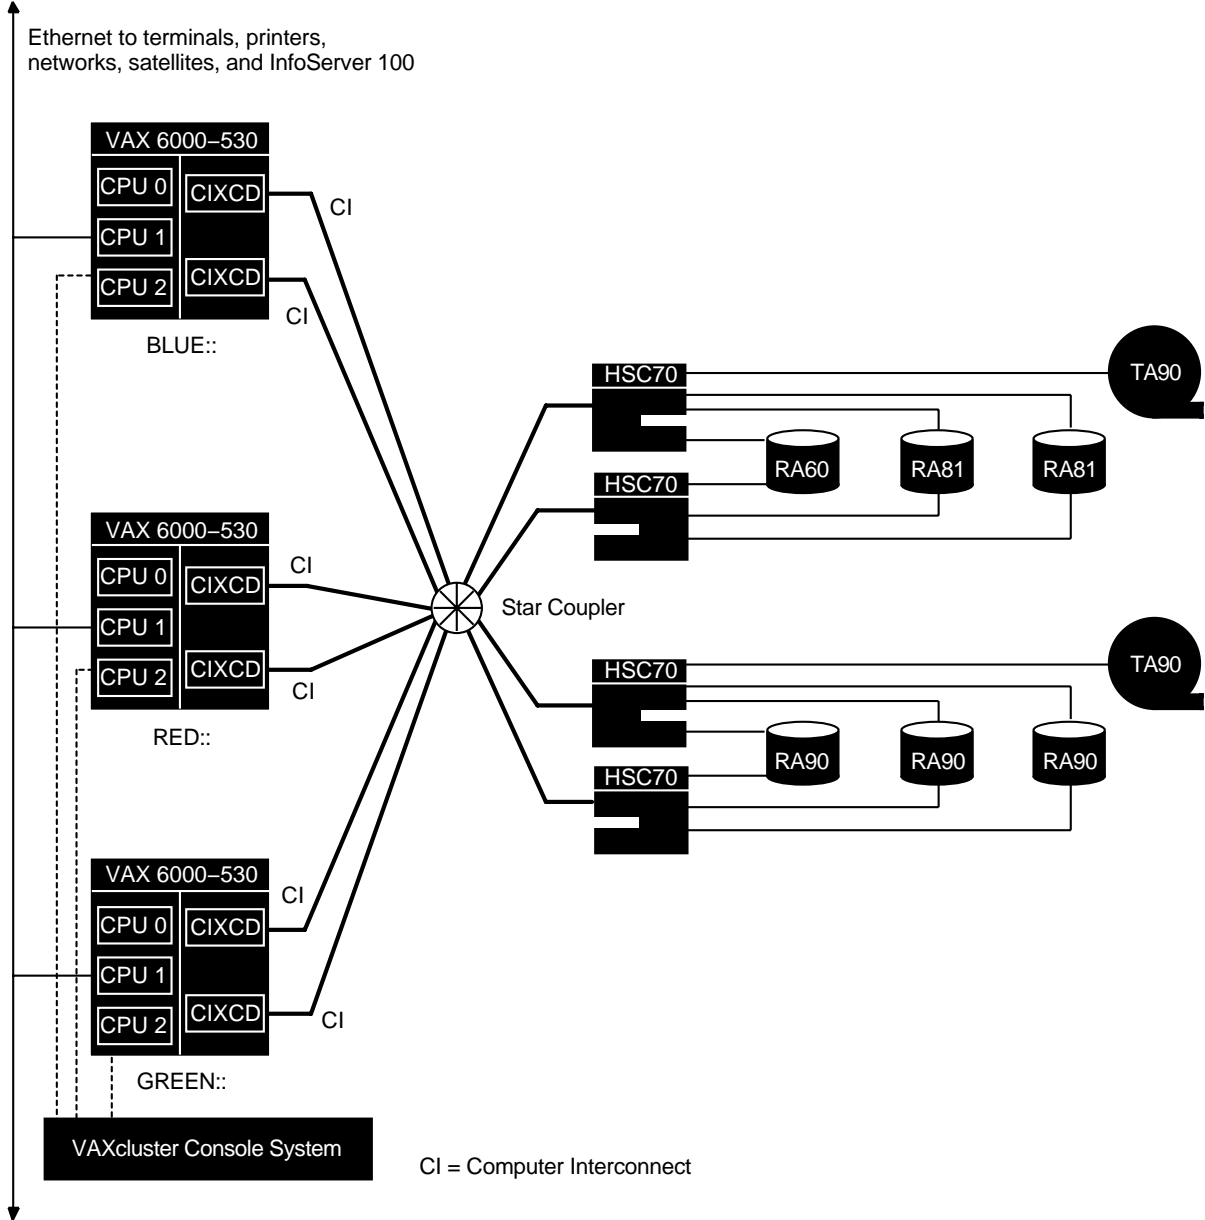 Ethernet to terminals, printers,
networks, satellites, and InfoServer 100
VAX 6000–530
CPU 0
CIXCD
CPU 1
CIXCD
CPU 2
CI
CI
BLUE::
HSC70
TA90
RA60
RA81
RA81
HSC70
VAX 6000–530
CPU 0
CIXCD
CPU 1
CIXCD
CPU 2
CI
CI
RED::
Star Coupler
HSC70
TA90
RA90
RA90
RA90
HSC70
VAX 6000–530
CPU 0
CIXCD
CPU 1
CIXCD
CPU 2
CI
CI
GREEN::
VAXcluster Console System
CI = Computer Interconnect